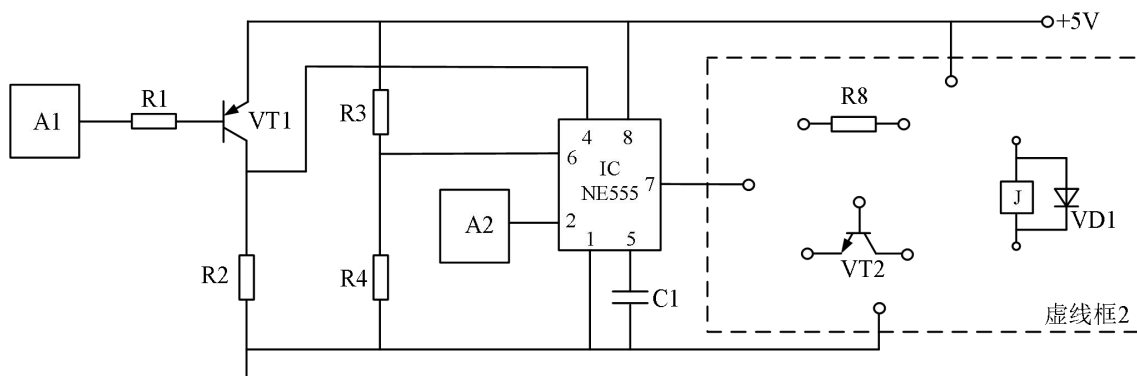 +5V
R1
A1
VT1
R3
R8
4
8
6
IC
NE555
7
A2
2
1
5
J
VD1
VT2
R2
R4
C1
虚线框2